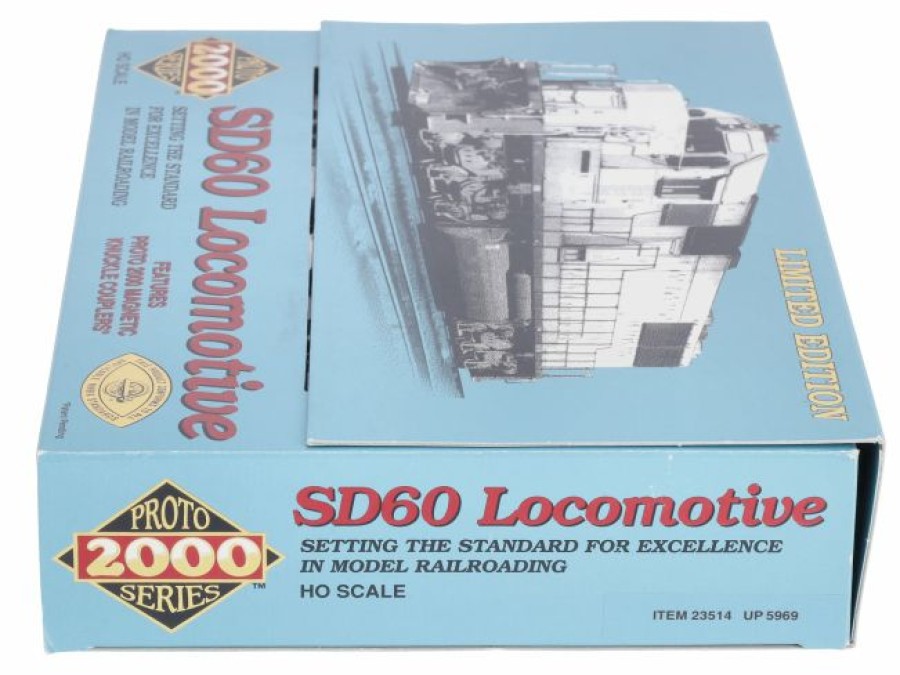 HO SCALE
PROTO
2000
SERIES
SD60 Locomotive
SETTING THE STANDARD
FOR EXCELLENCE
IN MODEL RAILROADING
FEATURES
PROTO 2000 MAGNETIC
KNUCKLE COUPLERS
LIMITED EDITION
PROTO
2000
SERIES
TM
SD60 Locomotive
SETTING THE STANDARD FOR EXCELLENCE
IN MODEL RAILROADING
HO SCALE
ITEM 23514 UP 5969